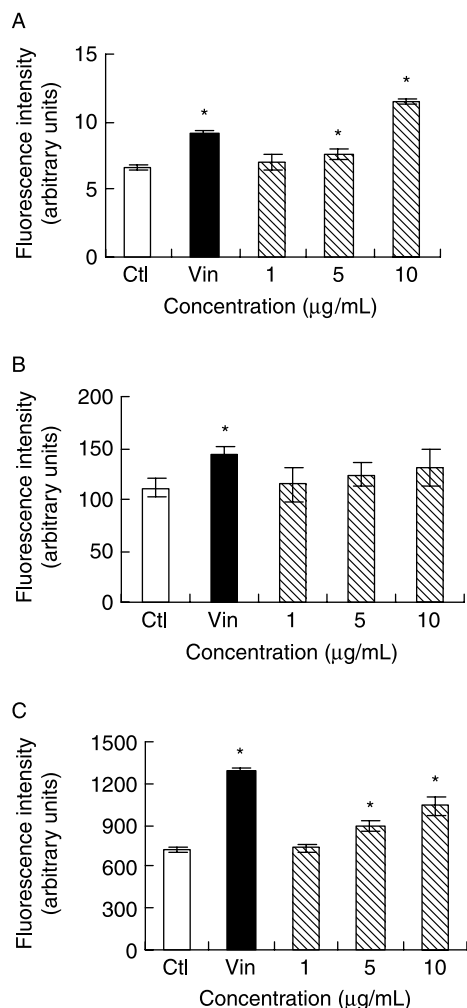 A
Fluorescence intensity
(arbitrary units)
15
*
*
10
*
5
0
Ctl Vin 1 5 10
Concentration (μg/mL)
B
Fluorescence intensity
(arbitrary units)
200
*
150
100
50
0
Ctl Vin 1 5 10
Concentration (μg/mL)
C
Fluorescence intensity
(arbitrary units)
1500
*
*
1200
*
900
600
300
0
Ctl Vin 1 5 10
Concentration (μg/mL)